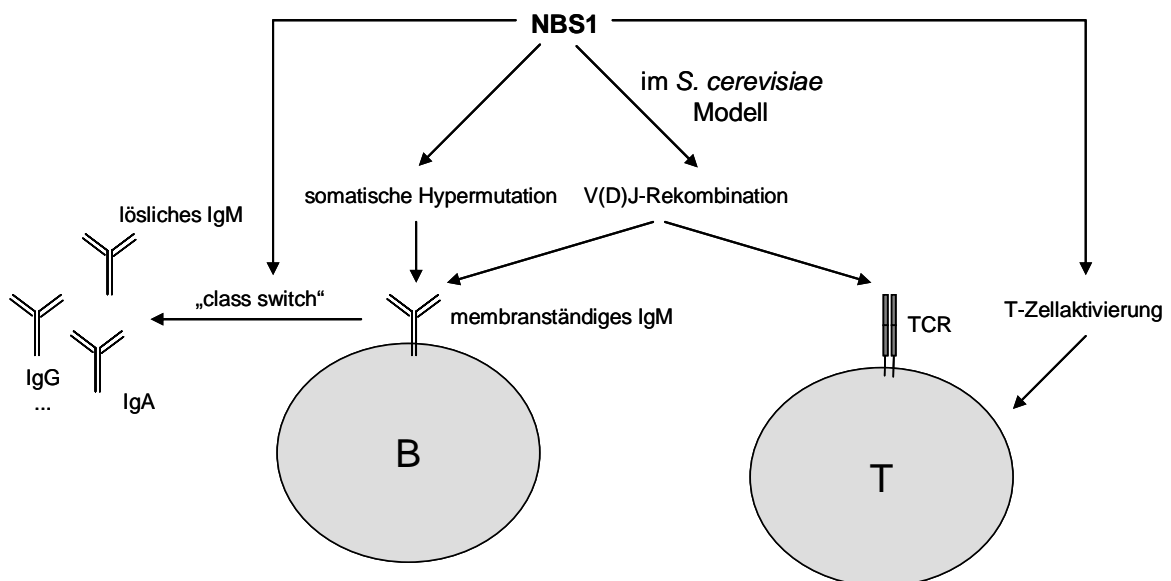 NBS1
im S. cerevisiae
Modell
somatische Hypermutation
V(D)J-Rekombination
lösliches IgM
„class switch“
membranständiges IgM
TCR
T-Zellaktivierung
IgG
...
IgA
B
T